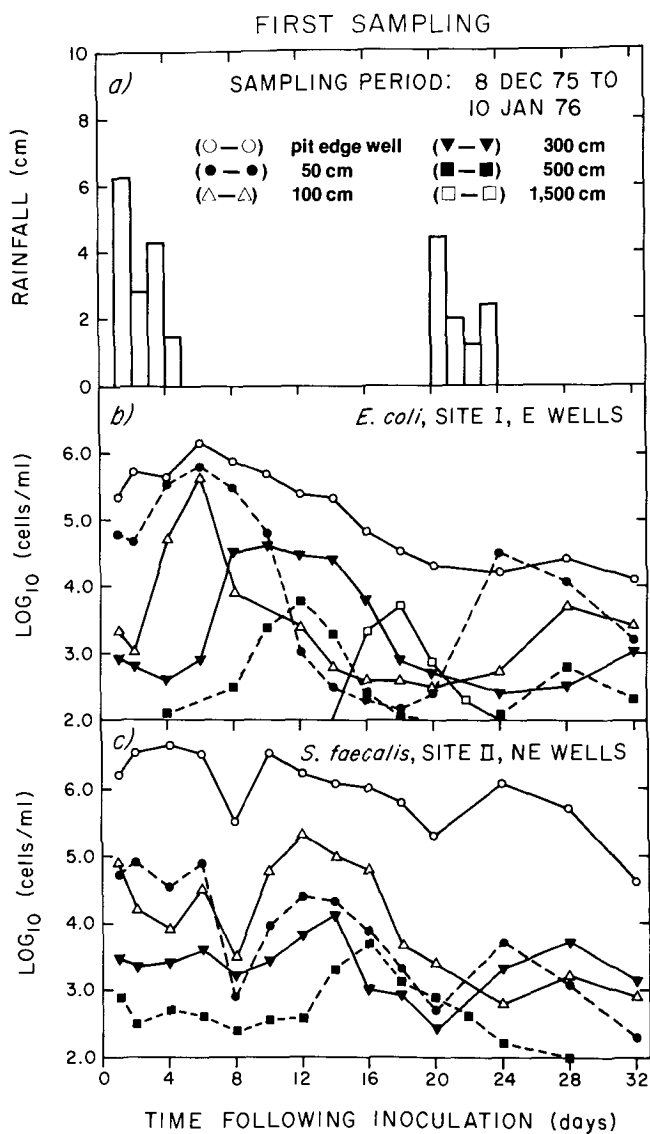 FIRST SAMPLING
a) SAMPLING PERIOD: 8 DEC 75 TO
10 JAN 76
(○—○) pit edge well
(●—●) 50 cm
(△—△) 100 cm
(▼—▼) 300 cm
(■—■) 500 cm
(□—□) 1,500 cm
RAINFALL (cm)
10
8
6
4
2
0
b) E. coli, SITE I, E WELLS
LOG10 (cells/ml)
6.0
5.0
4.0
3.0
2.0
c) S. faecalis, SITE II, NE WELLS
LOG10 (cells/ml)
6.0
5.0
4.0
3.0
2.0
0 4 8 12 16 20 24 28 32
TIME FOLLOWING INOCULATION (days)